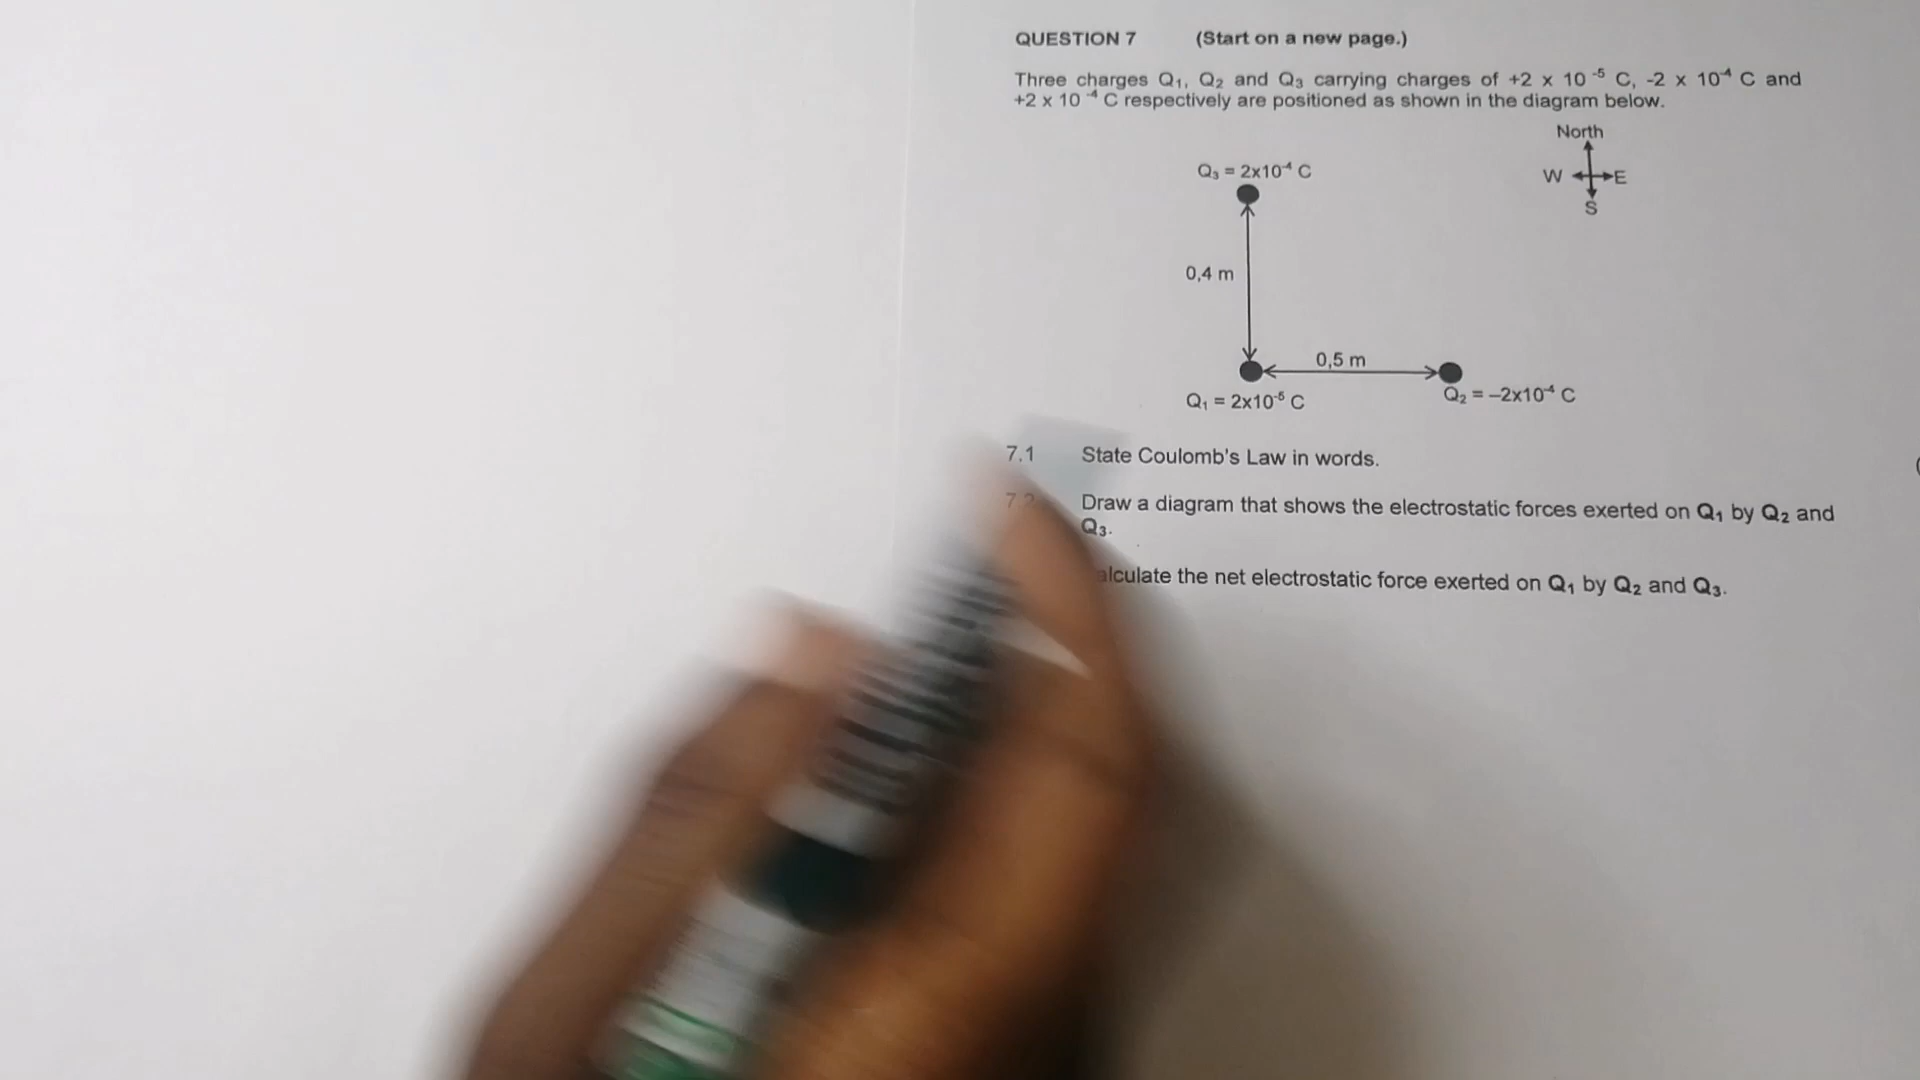 QUESTION 7 (Start on a new page.)
Three charges Q₁, Q₂ and Q₃ carrying charges of +2 x 10⁻⁵ C, -2 x 10⁻⁴ C and
+2 x 10⁻⁴ C respectively are positioned as shown in the diagram below.
North
W E
S
Q₃ = 2x10⁻⁴ C
0,4 m
0,5 m
Q₁ = 2x10⁻⁵ C
Q₂ = –2x10⁻⁴ C
7.1 State Coulomb's Law in words.
7.2 Draw a diagram that shows the electrostatic forces exerted on Q₁ by Q₂ and
Q₃.
alculate the net electrostatic force exerted on Q₁ by Q₂ and Q₃.